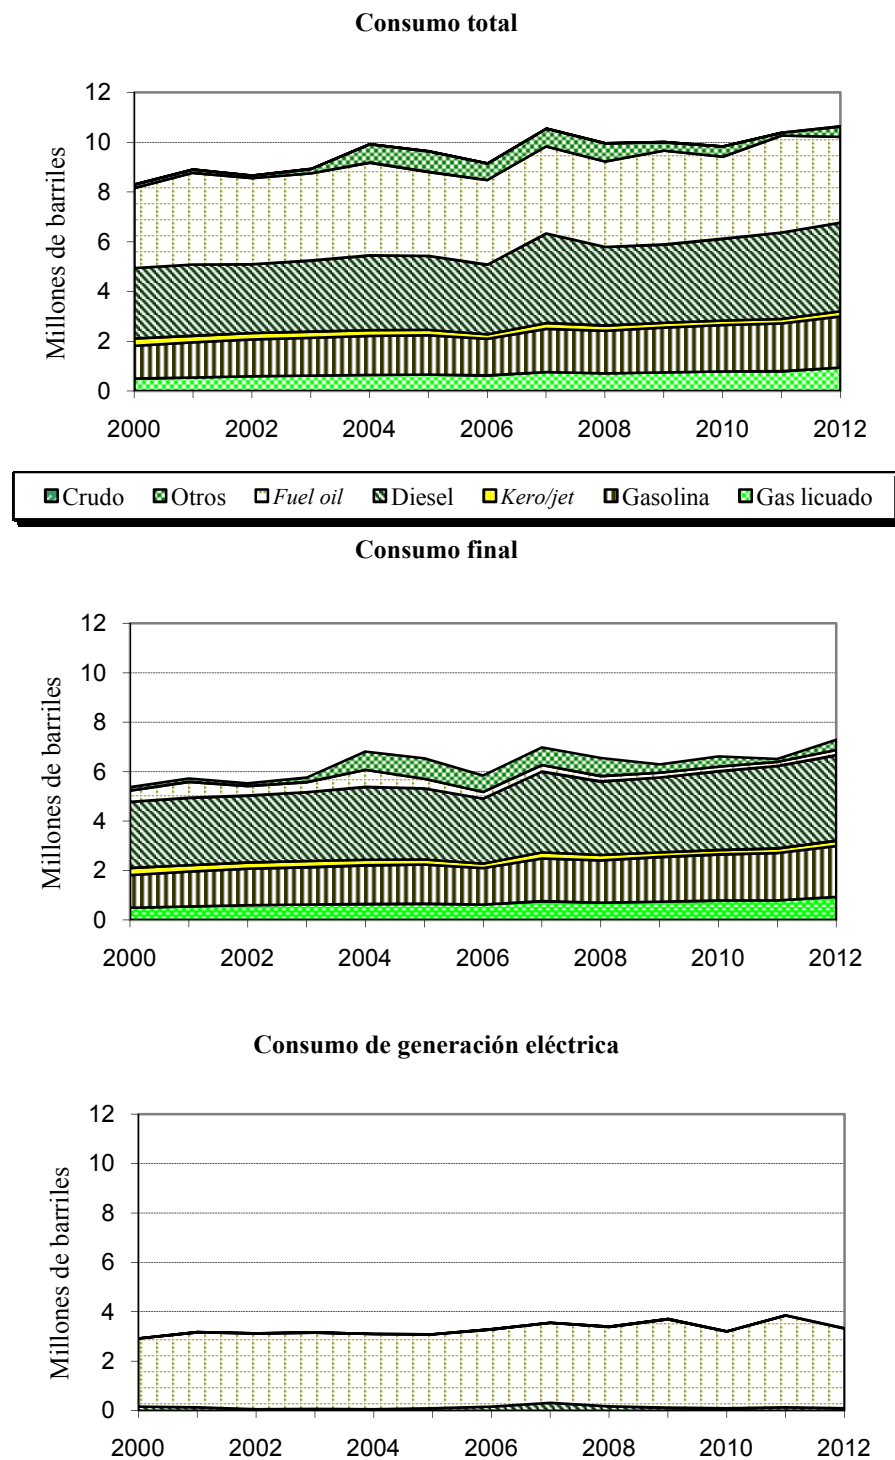 Consumo total
Millones de barriles
12
10
8
6
4
2
0
2000 2002 2004 2006 2008 2010 2012
Crudo Otros Fuel oil Diesel Kero/jet Gasolina Gas licuado
Consumo final
Millones de barriles
12
10
8
6
4
2
0
2000 2002 2004 2006 2008 2010 2012
Consumo de generación eléctrica
Millones de barriles
12
10
8
6
4
2
0
2000 2002 2004 2006 2008 2010 2012